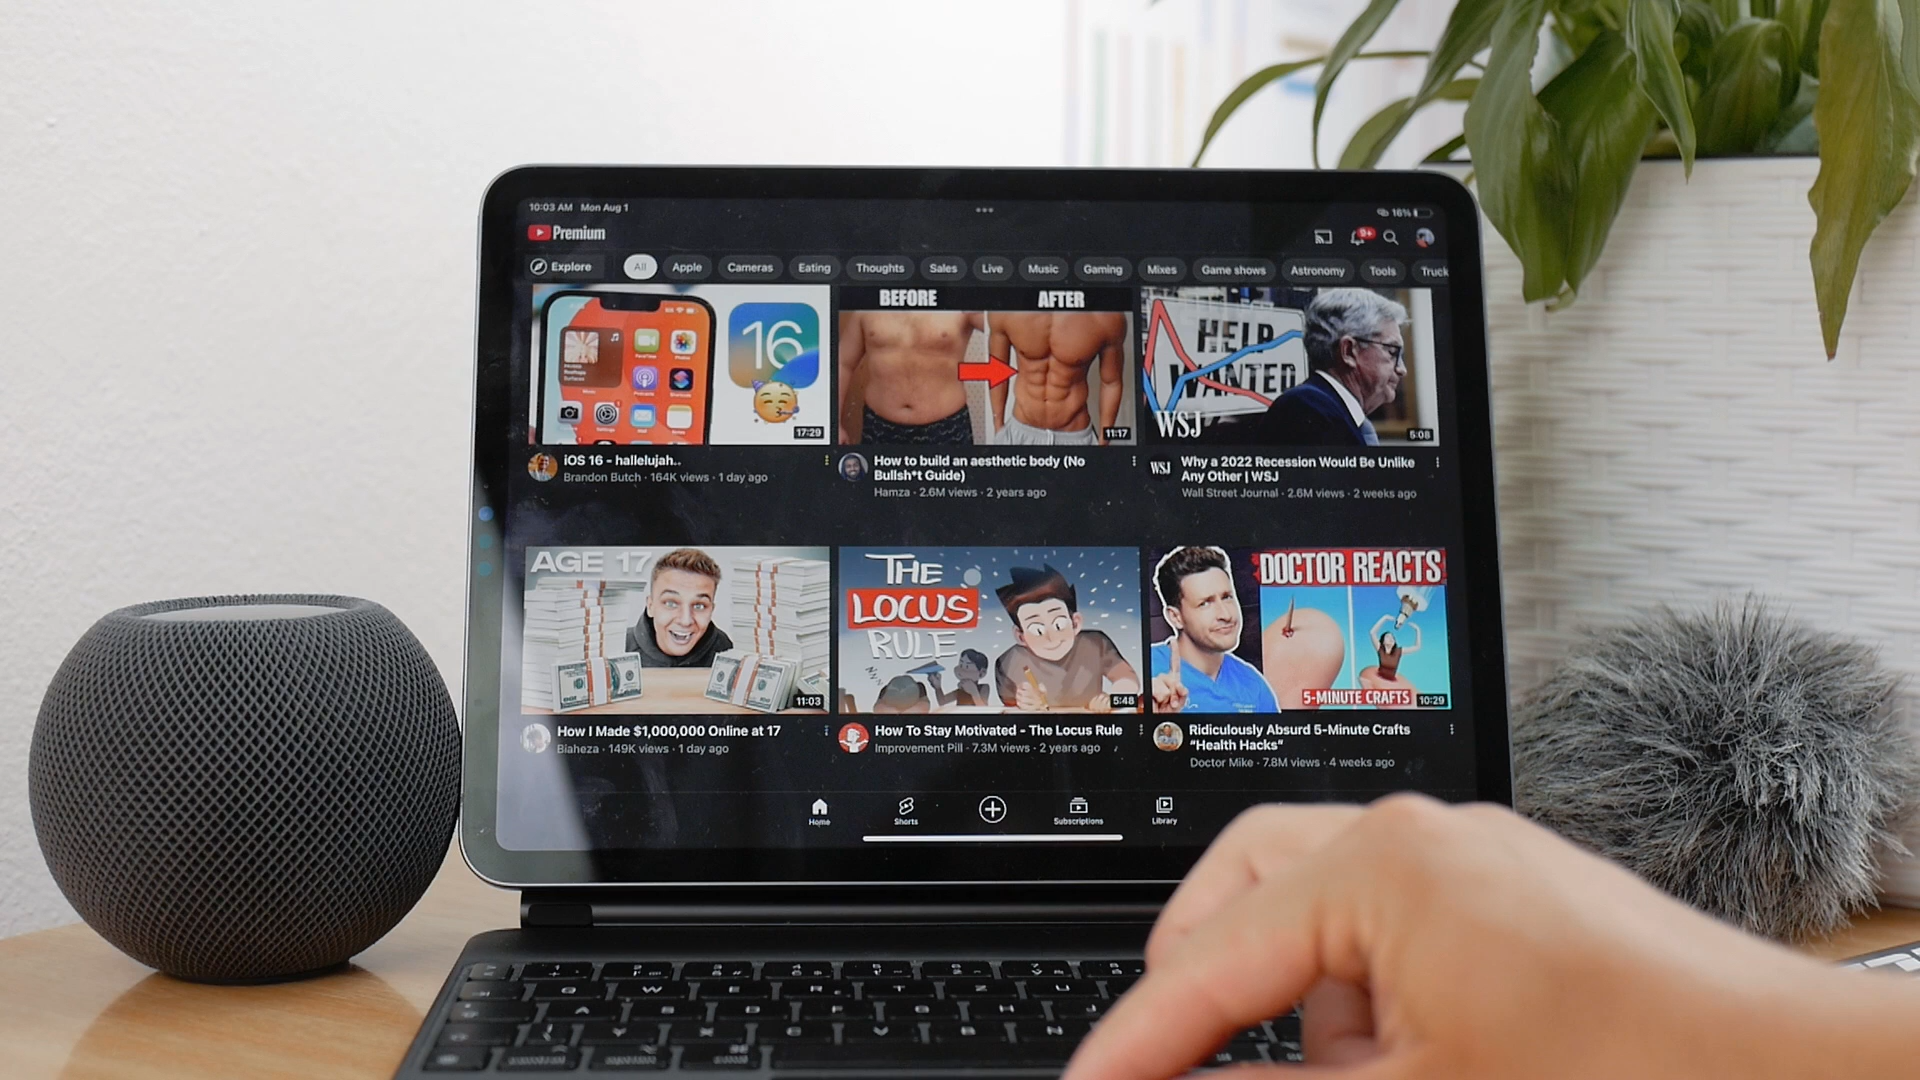 10:03 AM Mon Aug 1
16%
Premium
9+
Explore All Apple Cameras Eating Thoughts Sales Live Music Gaming Mixes Game shows Astronomy Tools Truck
16
17:29
iOS 16 - hallelujah..
Brandon Butch · 164K views · 1 day ago
BEFORE AFTER
11:17
How to build an aesthetic body (No
Bullsh*t Guide)
Hamza · 2.6M views · 2 years ago
HELP
WANTED
WSJ
5:08
WSJ
Why a 2022 Recession Would Be Unlike
Any Other | WSJ
Wall Street Journal · 2.6M views · 2 weeks ago
AGE 17
11:03
How I Made $1,000,000 Online at 17
Biaheza · 149K views · 1 day ago
THE
LOCUS
RULE
ZZZ
5:48
How To Stay Motivated - The Locus Rule
Improvement Pill · 7.3M views · 2 years ago
DOCTOR REACTS
5-MINUTE CRAFTS
10:29
Ridiculously Absurd 5-Minute Crafts
“Health Hacks”
Doctor Mike · 7.8M views · 4 weeks ago
Home Shorts Subscriptions Library
Q W E R T Z U
A S D F G H J
Y X C V B N